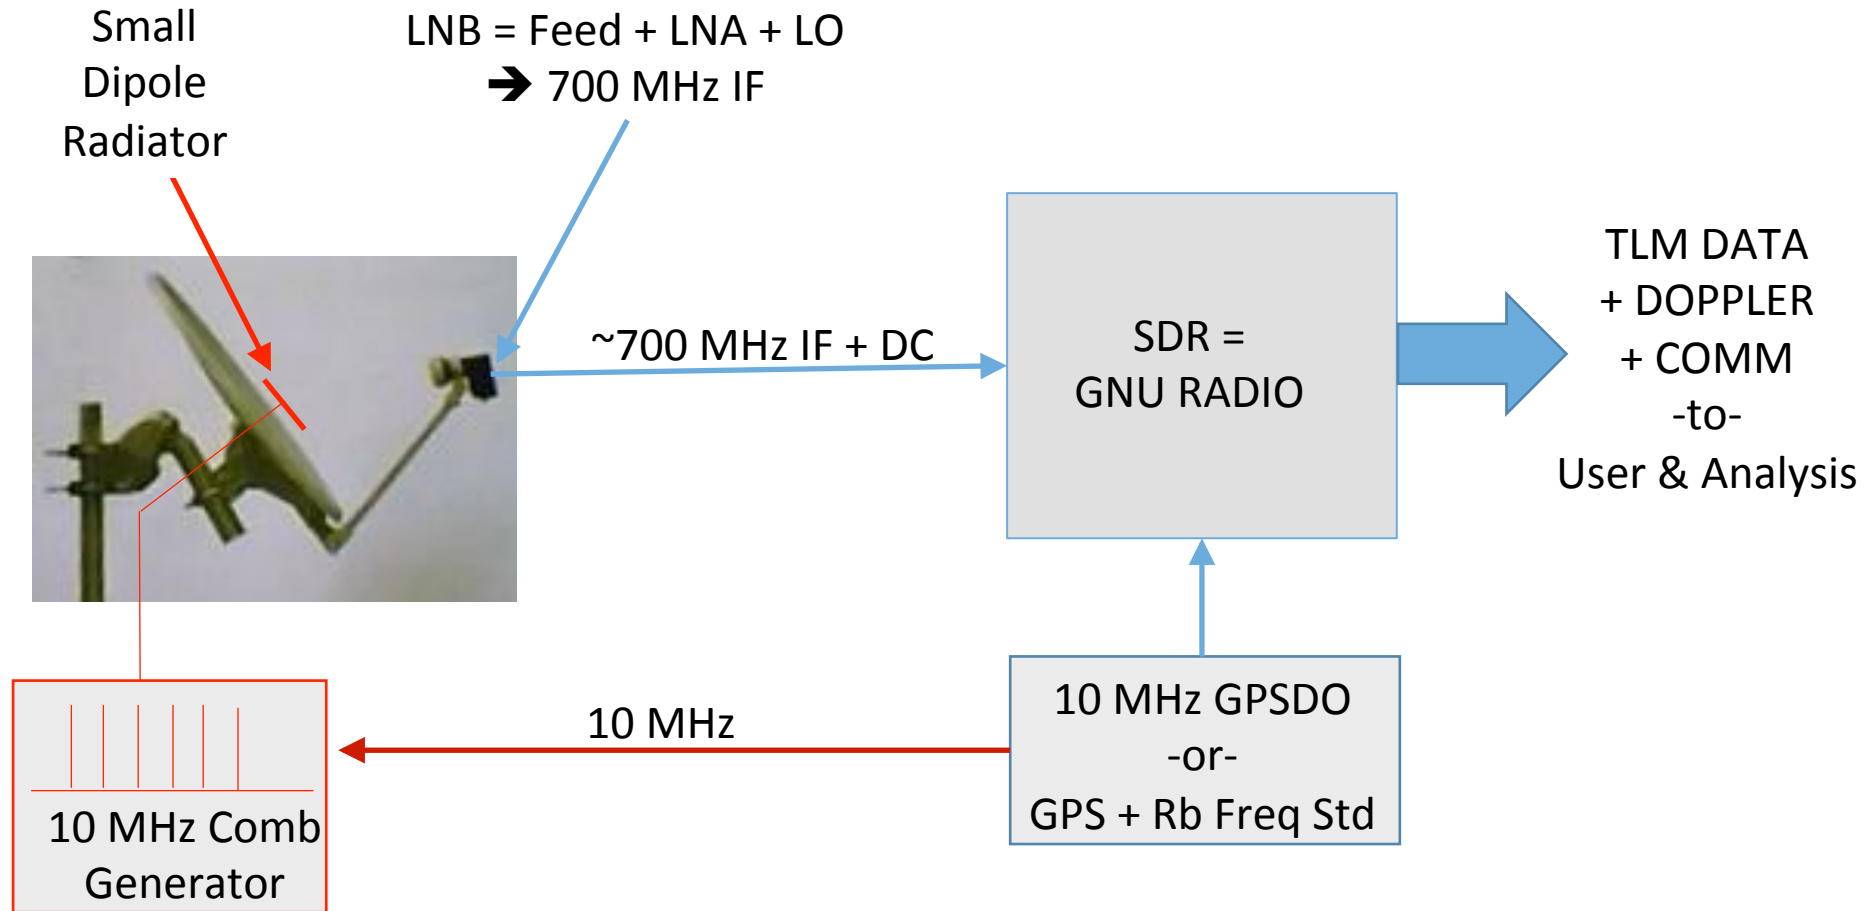 Small
Dipole
Radiator
LNB = Feed + LNA + LO
➔ 700 MHz IF
~700 MHz IF + DC
SDR =
GNU RADIO
TLM DATA
+ DOPPLER
+ COMM
-to-
User & Analysis
10 MHz
10 MHz GPSDO
-or-
GPS + Rb Freq Std
10 MHz Comb
Generator